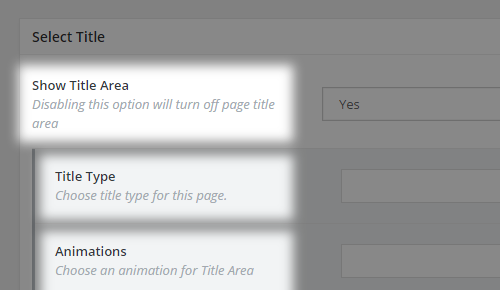 Select Title
Show Title Area
Disabling this option will turn off page title
area
Yes
Title Type
Choose title type for this page.
Animations
Choose an animation for Title Area